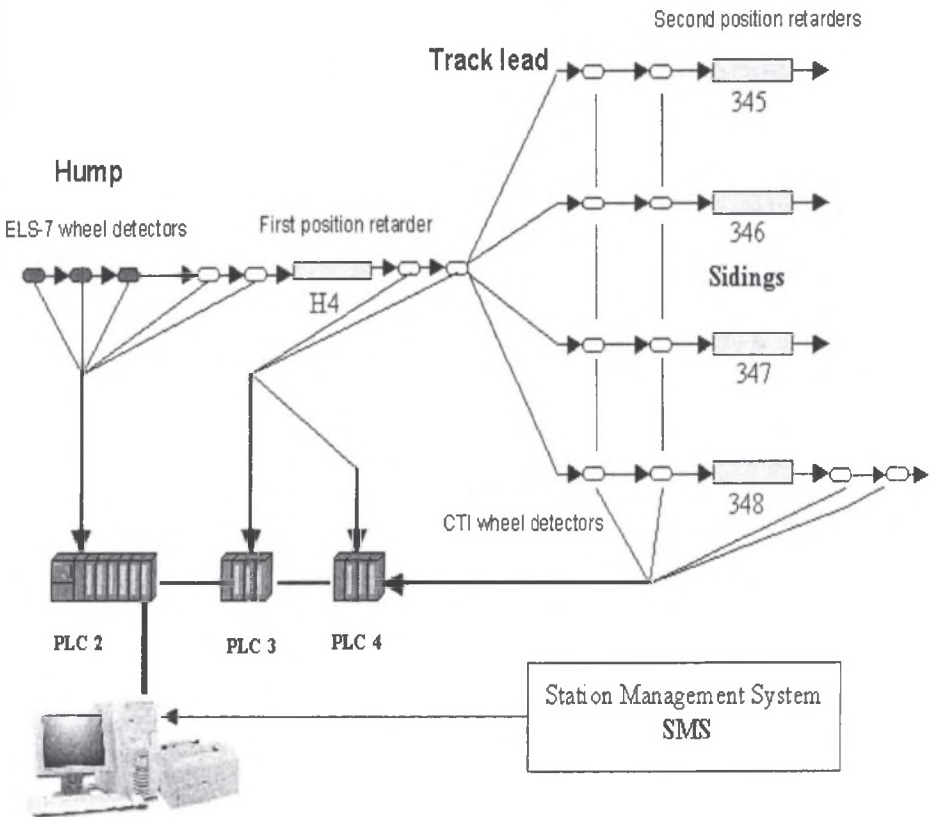 Second position retarders
Track lead
345
Hump
ELS-7 wheel detectors
First position retarder
346
H4
Sidings
347
CTI wheel detectors
348
PLC 2
PLC 3
PLC 4
Station Management System
SMS